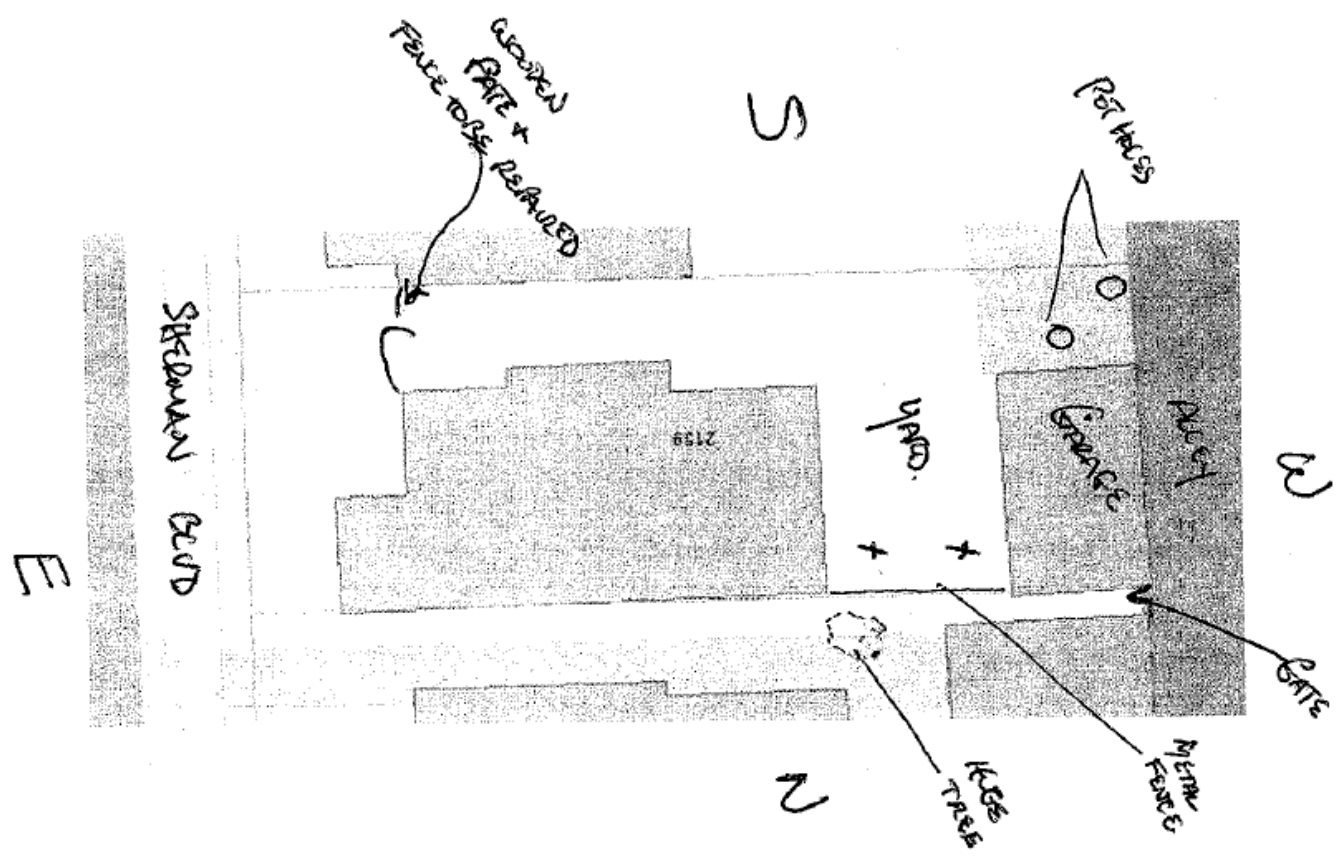 WOODEN
GATE +
FENCE TO BE REPAIRED
S
POT HOLES
SHERMAN BLVD
2159
YARD.
GARAGE
ALLEY
W
E
GATE
METAL
FENCE
HUGE
TREE
N